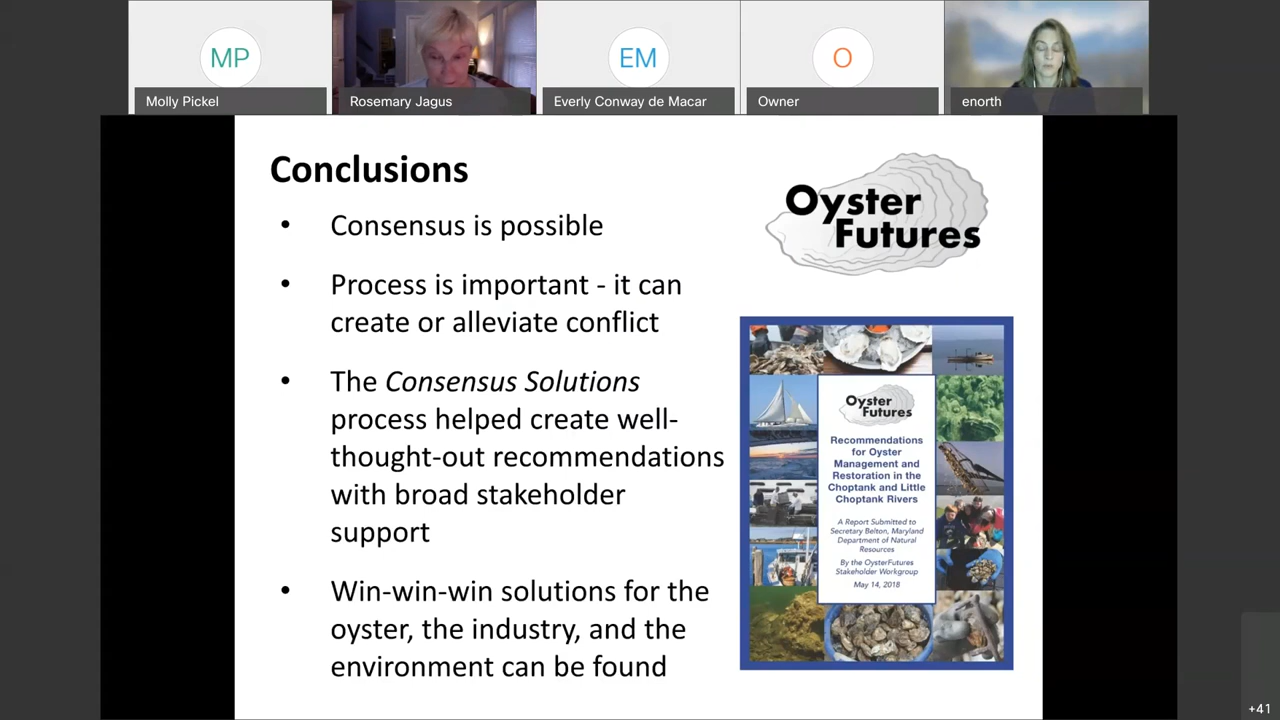 MP
EM
O
Molly Pickel
Rosemary Jagus
Everly Conway de Macar
Owner
enorth
Conclusions
• Consensus is possible
• Process is important - it can
create or alleviate conflict
• The Consensus Solutions
process helped create well-
thought-out recommendations
with broad stakeholder
support
• Win-win-win solutions for the
oyster, the industry, and the
environment can be found
Oyster
Futures
Oyster
Futures
Recommendations
for Oyster
Management and
Restoration in the
Choptank and Little
Choptank Rivers
A Report Submitted to
Secretary Belton, Maryland
Department of Natural
Resources
By the OysterFutures
Stakeholder Workgroup
May 14, 2018
+41